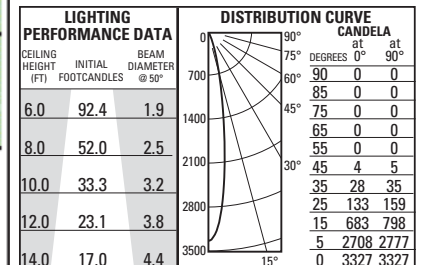 LIGHTING
PERFORMANCE DATA
CEILING HEIGHT (FT) INITIAL FOOTCANDLES BEAM DIAMETER @ 50°
6.0 92.4 1.9
8.0 52.0 2.5
10.0 33.3 3.2
12.0 23.1 3.8
14.0 17.0 4.4
DISTRIBUTION CURVE
0
700
1400
2100
2800
3500
90°
75°
60°
45°
30°
15°
CANDELA
DEGREES at 0° at 90°
90 0 0
85 0 0
75 0 0
65 0 0
55 0 0
45 4 5
35 28 35
25 133 159
15 683 798
5 2708 2777
0 3327 3327